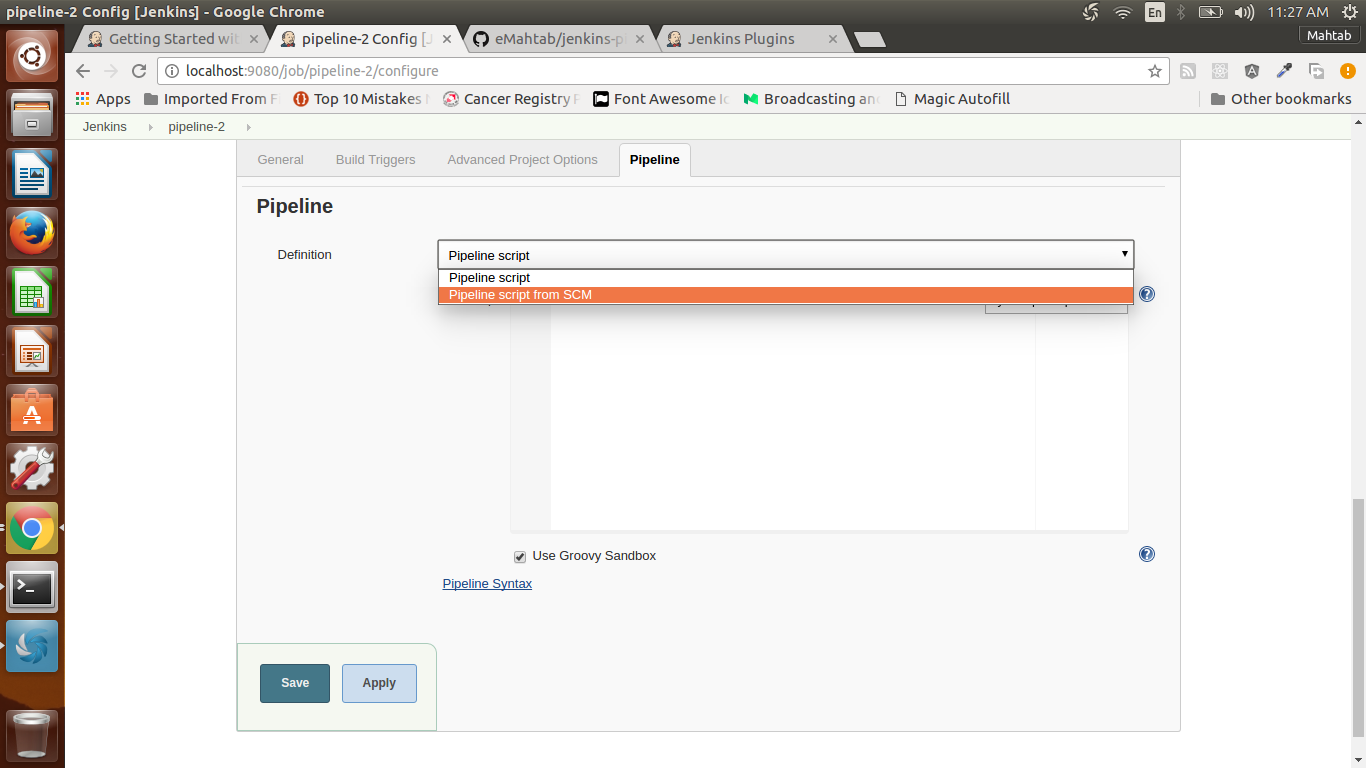 pipeline-2 Config [Jenkins] - Google Chrome
En
11:27 AM
Getting Started wit
pipeline-2 Config [J
eMahtab/jenkins-pi
Jenkins Plugins
Mahtab
localhost:9080/job/pipeline-2/configure
Apps
Imported From F
Top 10 Mistakes
Cancer Registry
Font Awesome Ic
Broadcasting an
Magic Autofill
Other bookmarks
Jenkins
pipeline-2
General
Build Triggers
Advanced Project Options
Pipeline
Pipeline
Definition
Pipeline script
Pipeline script
Pipeline script from SCM
Use Groovy Sandbox
Pipeline Syntax
Save
Apply